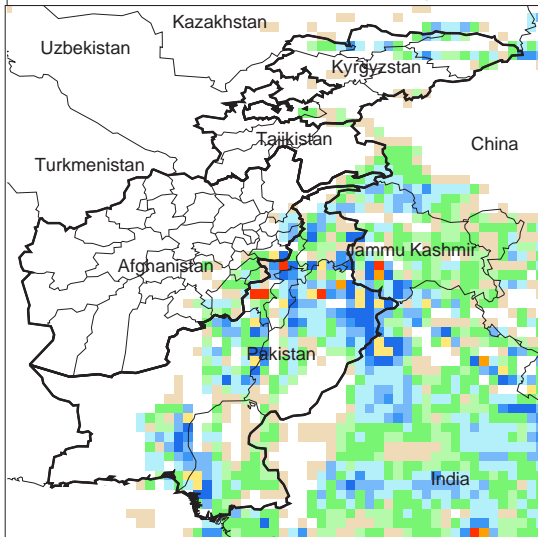 Kazakhstan
Uzbekistan
Kyrgyzstan
Tajikistan
China
Turkmenistan
Jammu Kashmir
Afghanistan
Pakistan
India